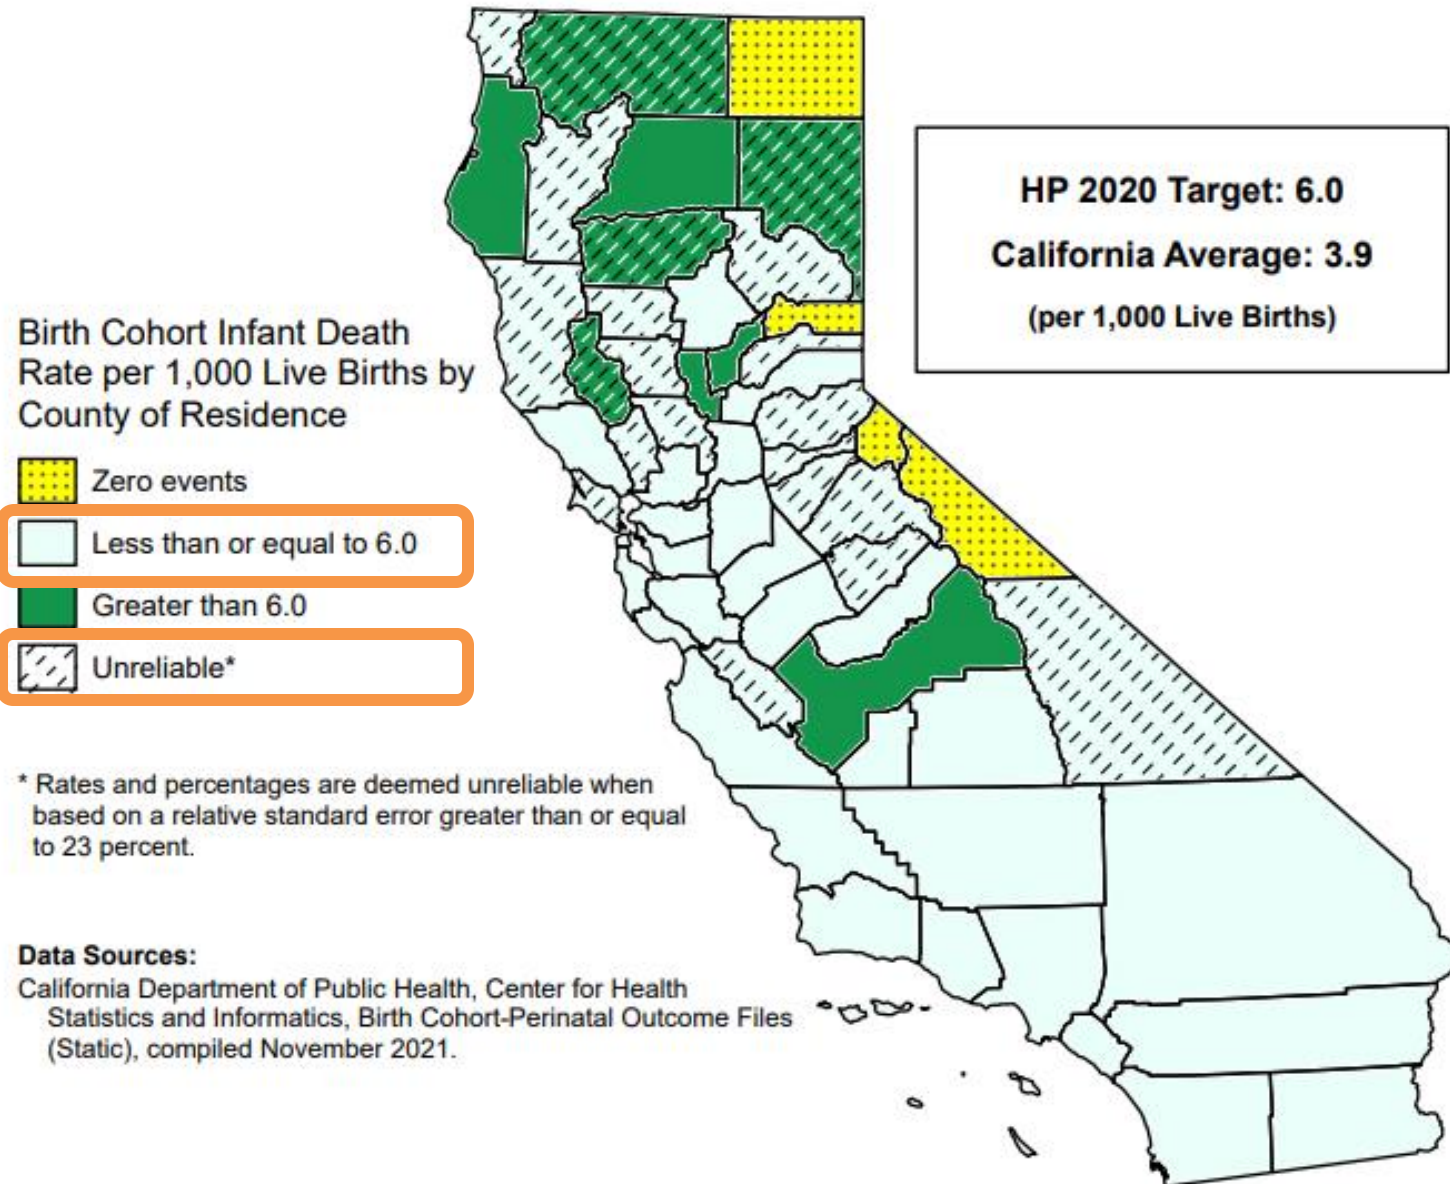 HP 2020 Target: 6.0
California Average: 3.9
(per 1,000 Live Births)
Birth Cohort Infant Death
Rate per 1,000 Live Births by
County of Residence
Zero events
Less than or equal to 6.0
Greater than 6.0
Unreliable*
* Rates and percentages are deemed unreliable when
based on a relative standard error greater than or equal
to 23 percent.
Data Sources:
California Department of Public Health, Center for Health
Statistics and Informatics, Birth Cohort-Perinatal Outcome Files
(Static), compiled November 2021.